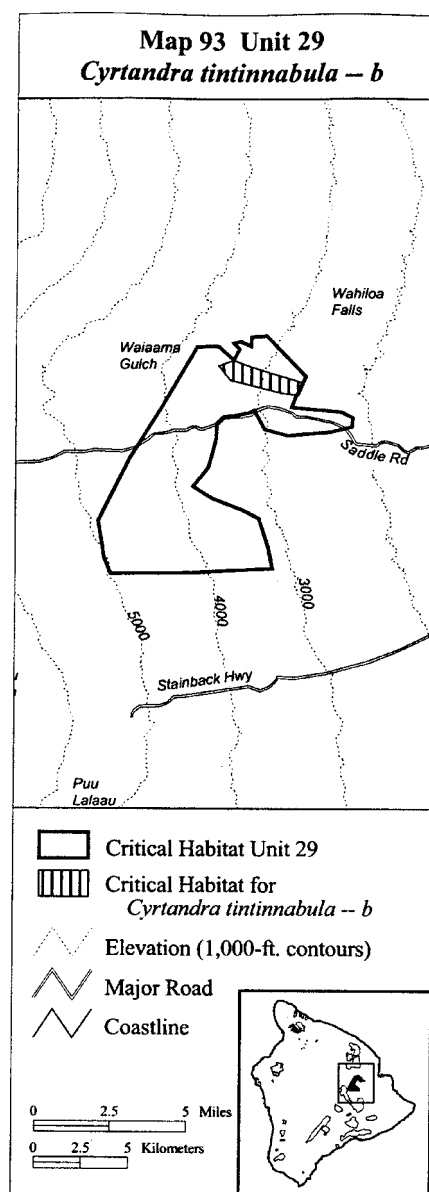 Map 93 Unit 29
Cyrtandra tintinnabula -- b
Wahiloa
Falls
Waiaama
Gulch
Saddle Rd
5000
4000
3000
Stainback Hwy
Puu
Lalaau
Critical Habitat Unit 29
Critical Habitat for
Cyrtandra tintinnabula -- b
Elevation (1,000-ft. contours)
Major Road
Coastline
0 2.5 5 Miles
0 2.5 5 Kilometers